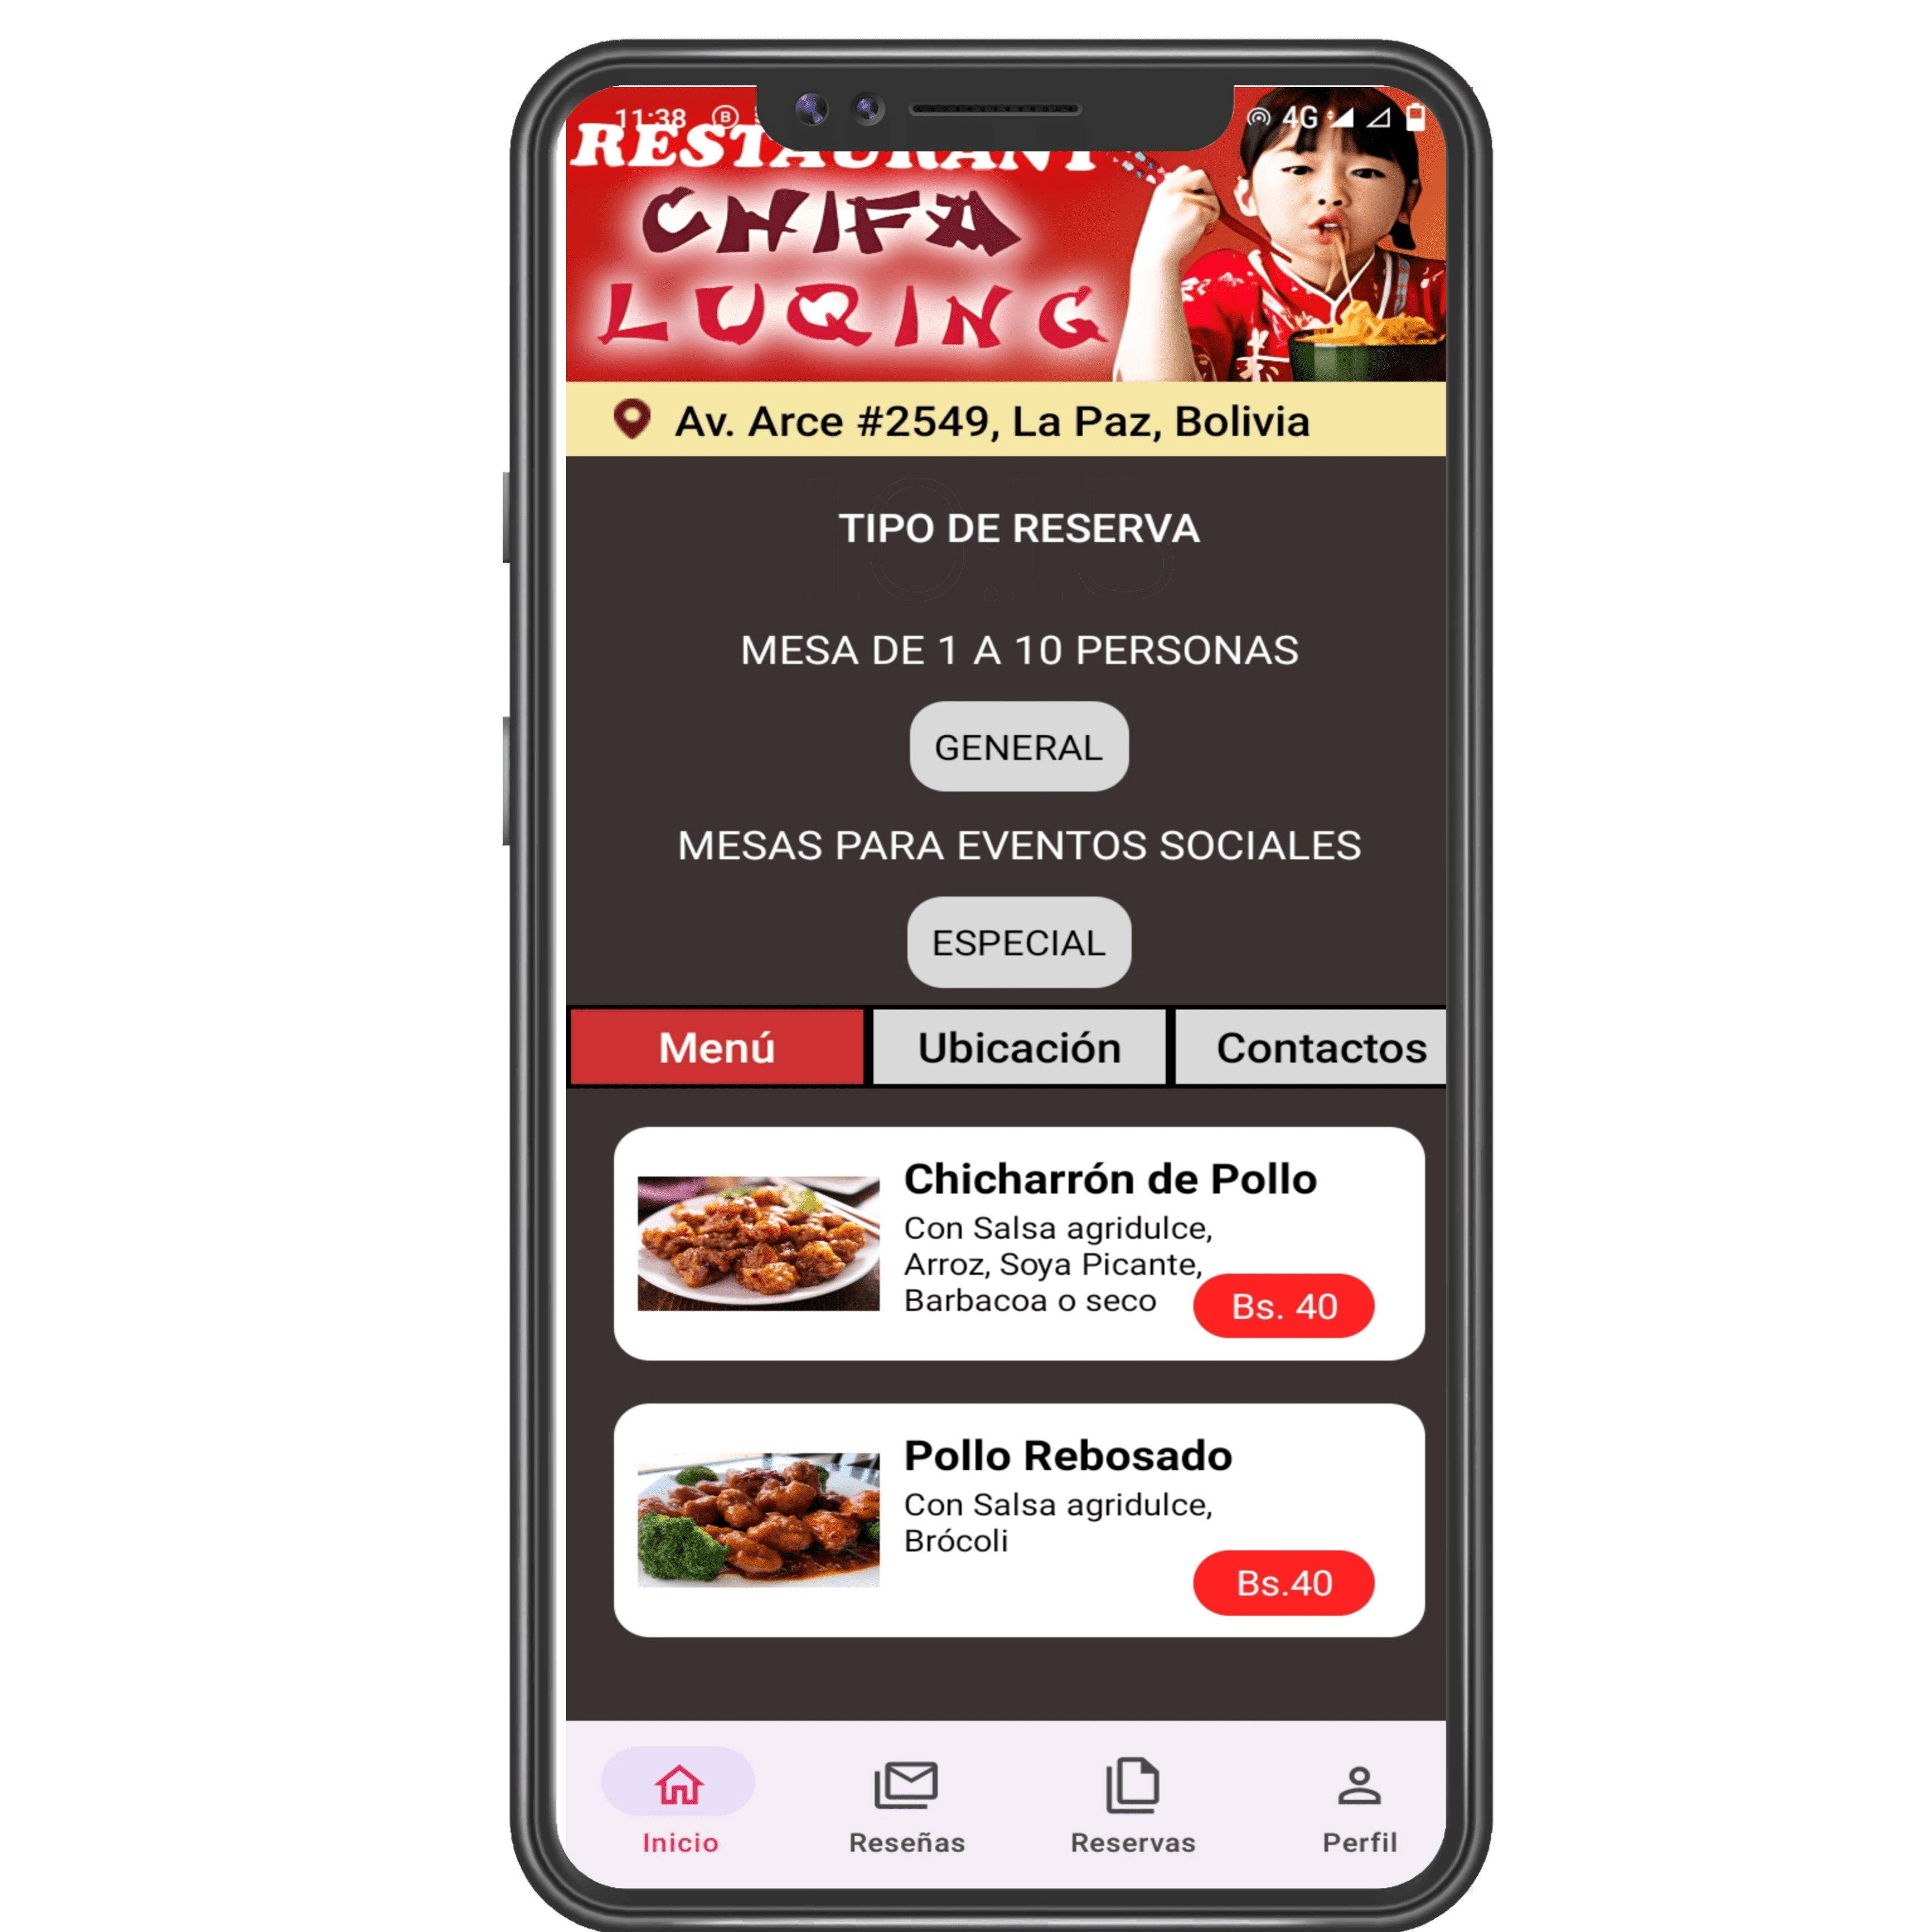 11:38
4G
RESTAURANT
CHIFA
LUQING
Av. Arce #2549, La Paz, Bolivia
TIPO DE RESERVA
MESA DE 1 A 10 PERSONAS
GENERAL
MESAS PARA EVENTOS SOCIALES
ESPECIAL
Menú
Ubicación
Contactos
Chicharrón de Pollo
Con Salsa agridulce,
Arroz, Soya Picante,
Barbacoa o seco
Bs. 40
Pollo Rebosado
Con Salsa agridulce,
Brócoli
Bs.40
Inicio
Reseñas
Reservas
Perfil